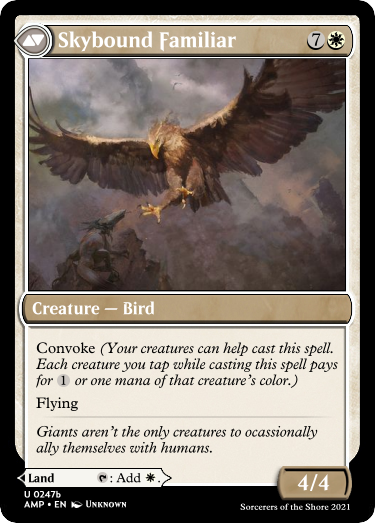 Skybound Familiar 7
Creature — Bird
Convoke (Your creatures can help cast this spell.
Each creature you tap while casting this spell pays
for 1 or one mana of that creature's color.)
Flying
Giants aren't the only creatures to ocassionally
ally themselves with humans.
Land : Add .
4/4
U 0247b
AMP • EN Unknown
Sorcerers of the Shore 2021